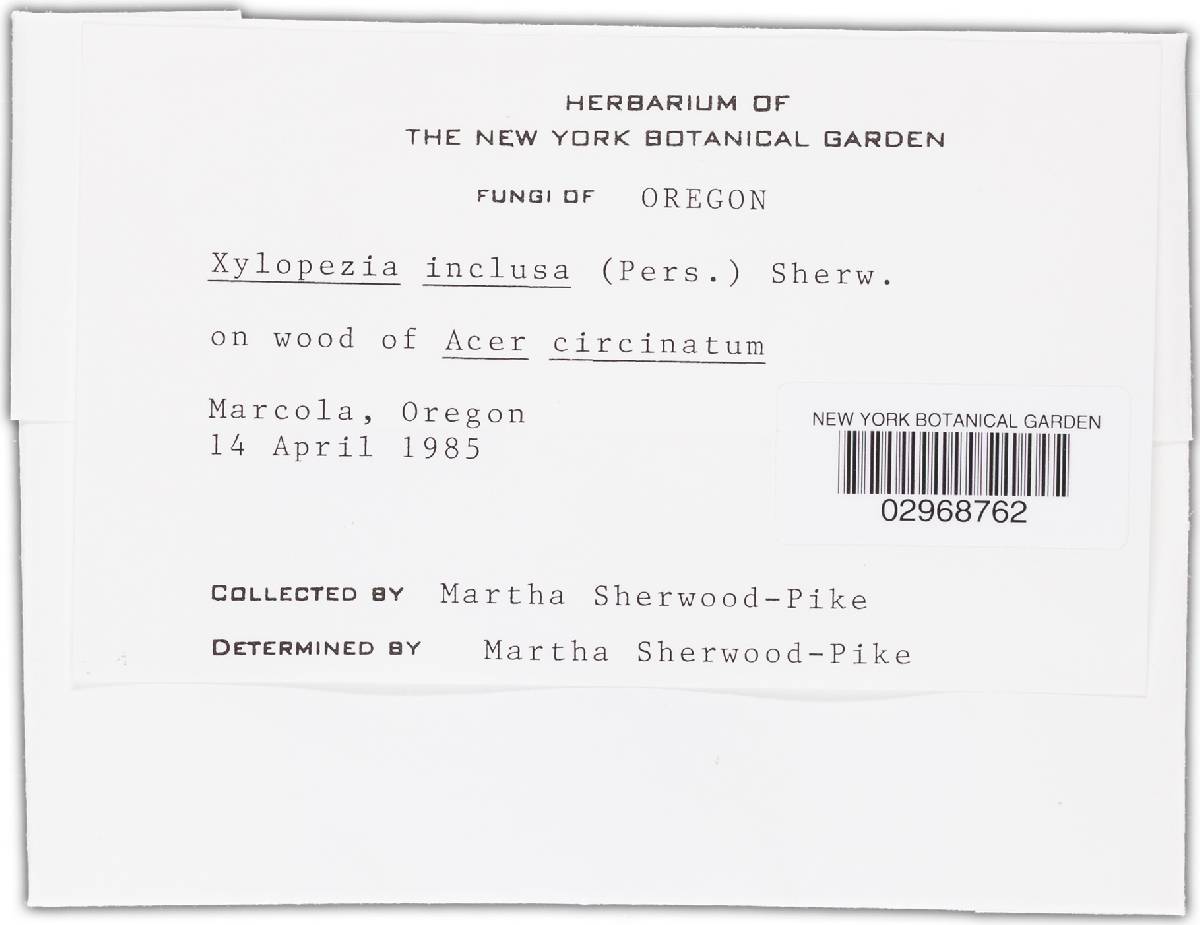 HERBARIUM OF
THE NEW YORK BOTANICAL GARDEN
FUNGI OF OREGON
Xylopezia inclusa (Pers.) Sherw.
on wood of Acer circinatum
Marcola, Oregon
14 April 1985
NEW YORK BOTANICAL GARDEN
02968762
COLLECTED BY Martha Sherwood-Pike
DETERMINED BY Martha Sherwood-Pike